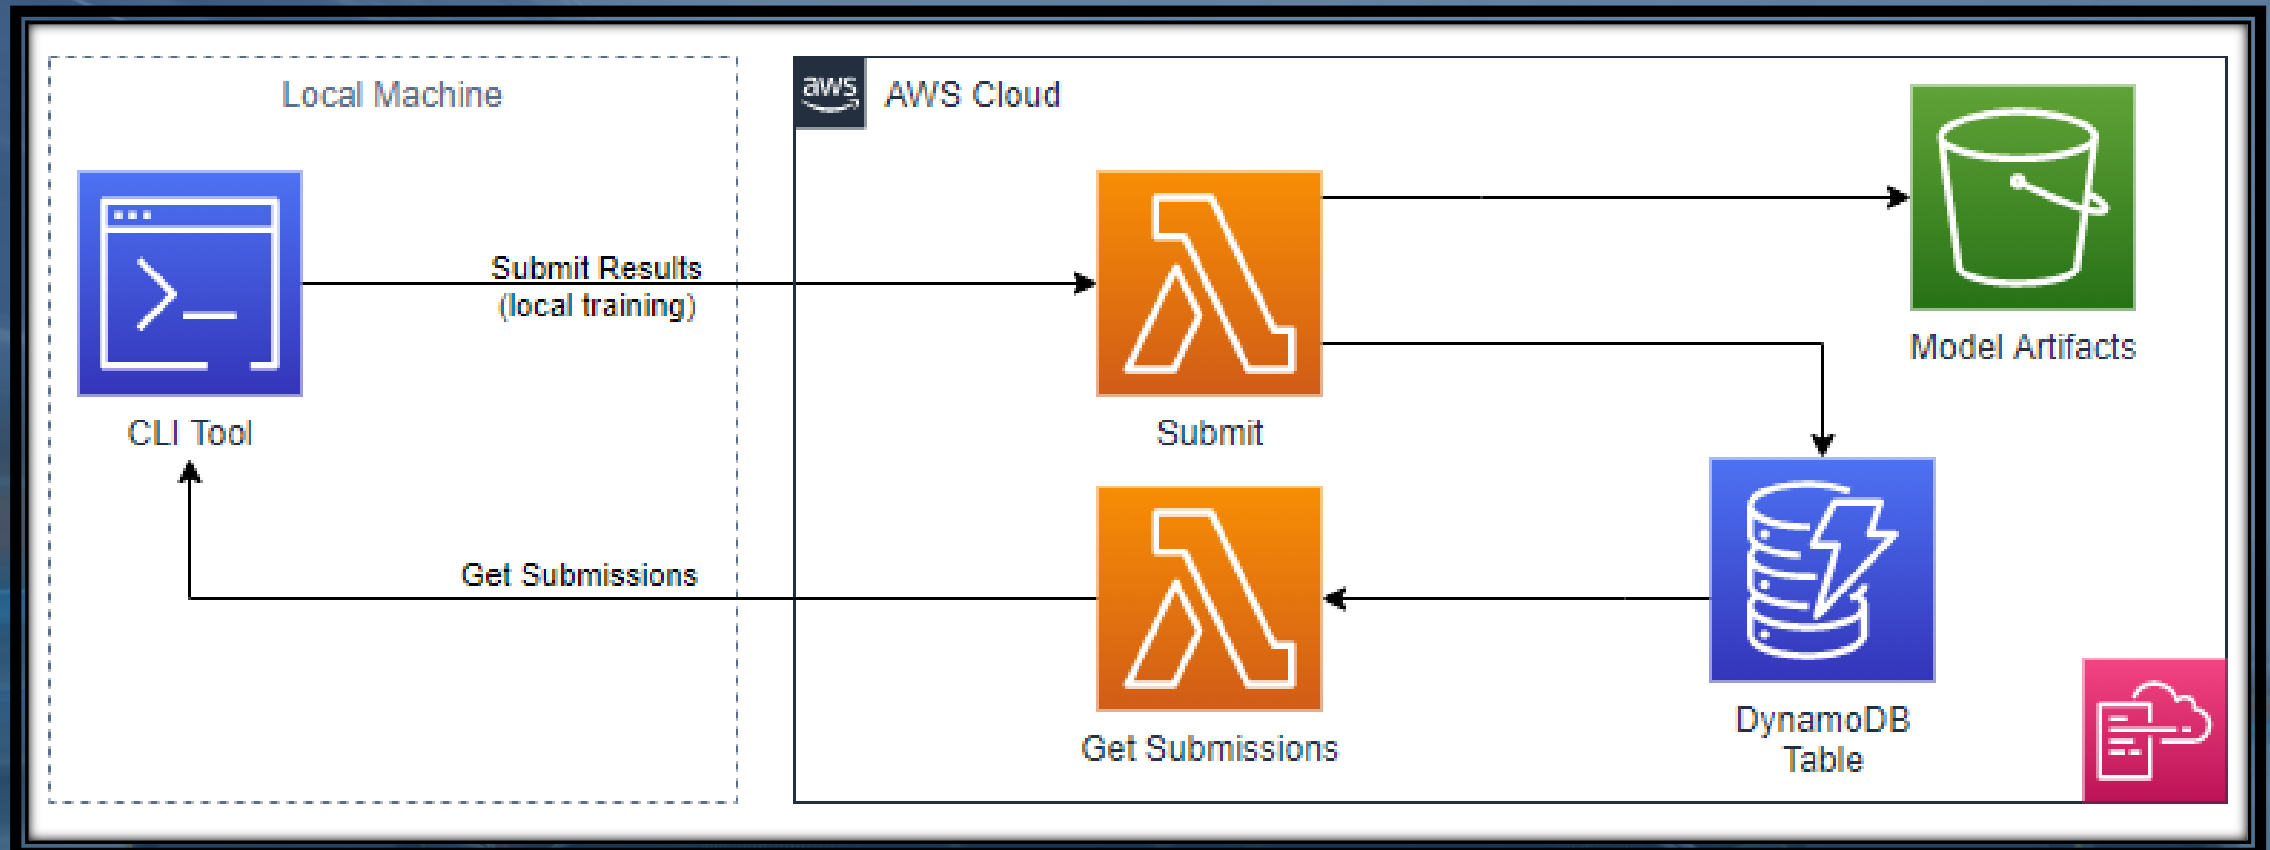 Local Machine
aws
AWS Cloud
Submit Results
(local training)
Model Artifacts
CLI Tool
Submit
Get Submissions
DynamoDB
Table
Get Submissions